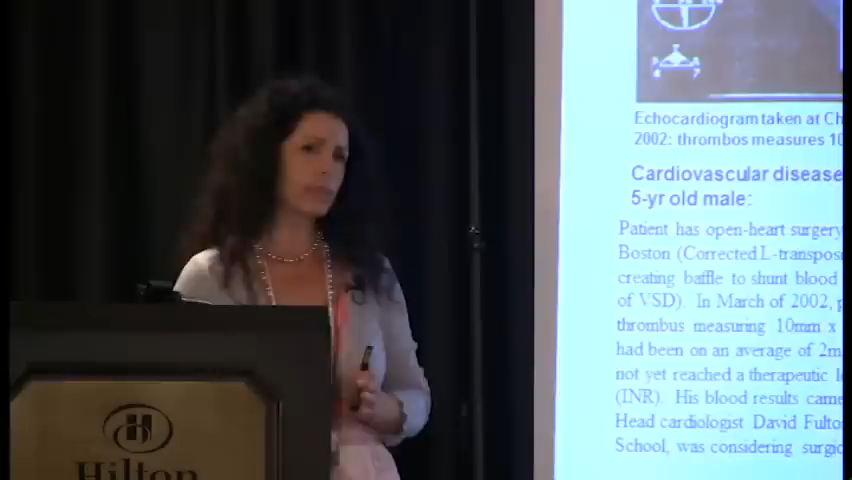 Echocardiogram taken at Ch
2002: thrombos measures 10
Cardiovascular disease
5-yr old male:
Patient has open-heart surgery
Boston (Corrected L-transpos
creating baffle to shunt blood
of VSD). In March of 2002, p
thrombus measuring 10mm x
had been on an average of 2m
not yet reached a therapeutic l
(INR). His blood results came
Head cardiologist David Fulto
School, was considering surgic
H
Hilton